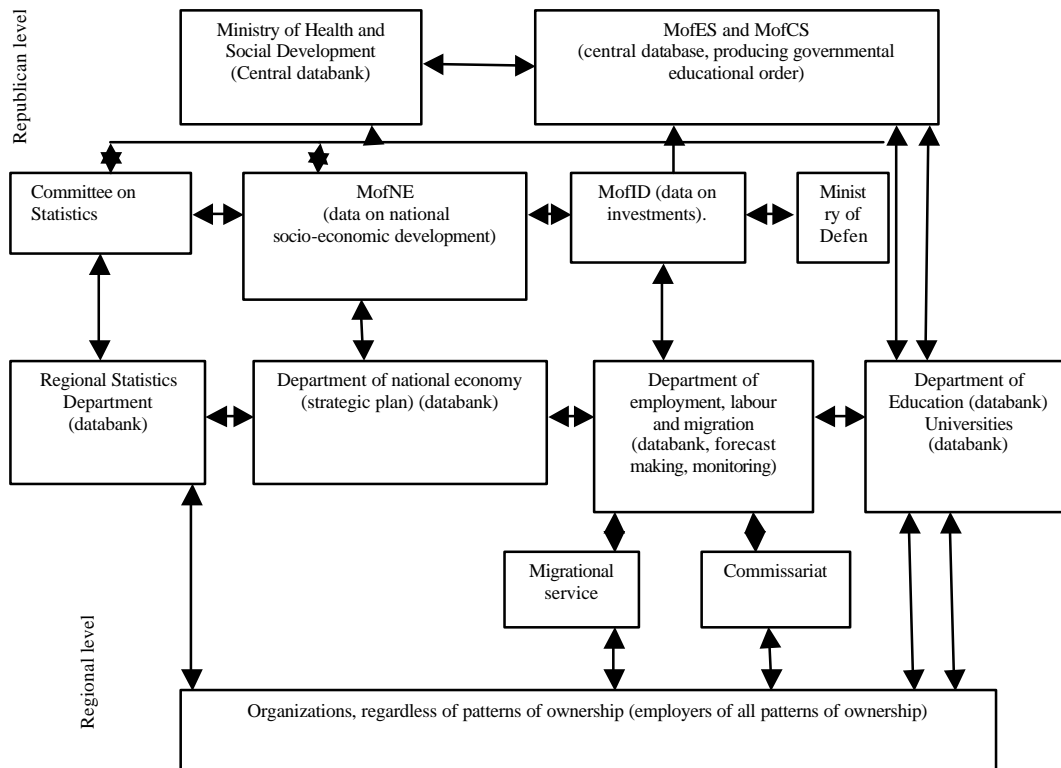 Republican level
Ministry of Health and
Social Development
(Central databank)
MofES and MofCS
(central database, producing governmental
educational order)
Committee on
Statistics
MofNE
(data on national
socio-economic development)
MofID (data on
investments).
Minist
ry of
Defen
Regional Statistics
Department
(databank)
Department of national economy
(strategic plan) (databank)
Department of
employment, labour
and migration
(databank, forecast
making, monitoring)
Department of
Education (databank)
Universities
(databank)
Migrational
service
Commissariat
Regional level
Organizations, regardless of patterns of ownership (employers of all patterns of ownership)